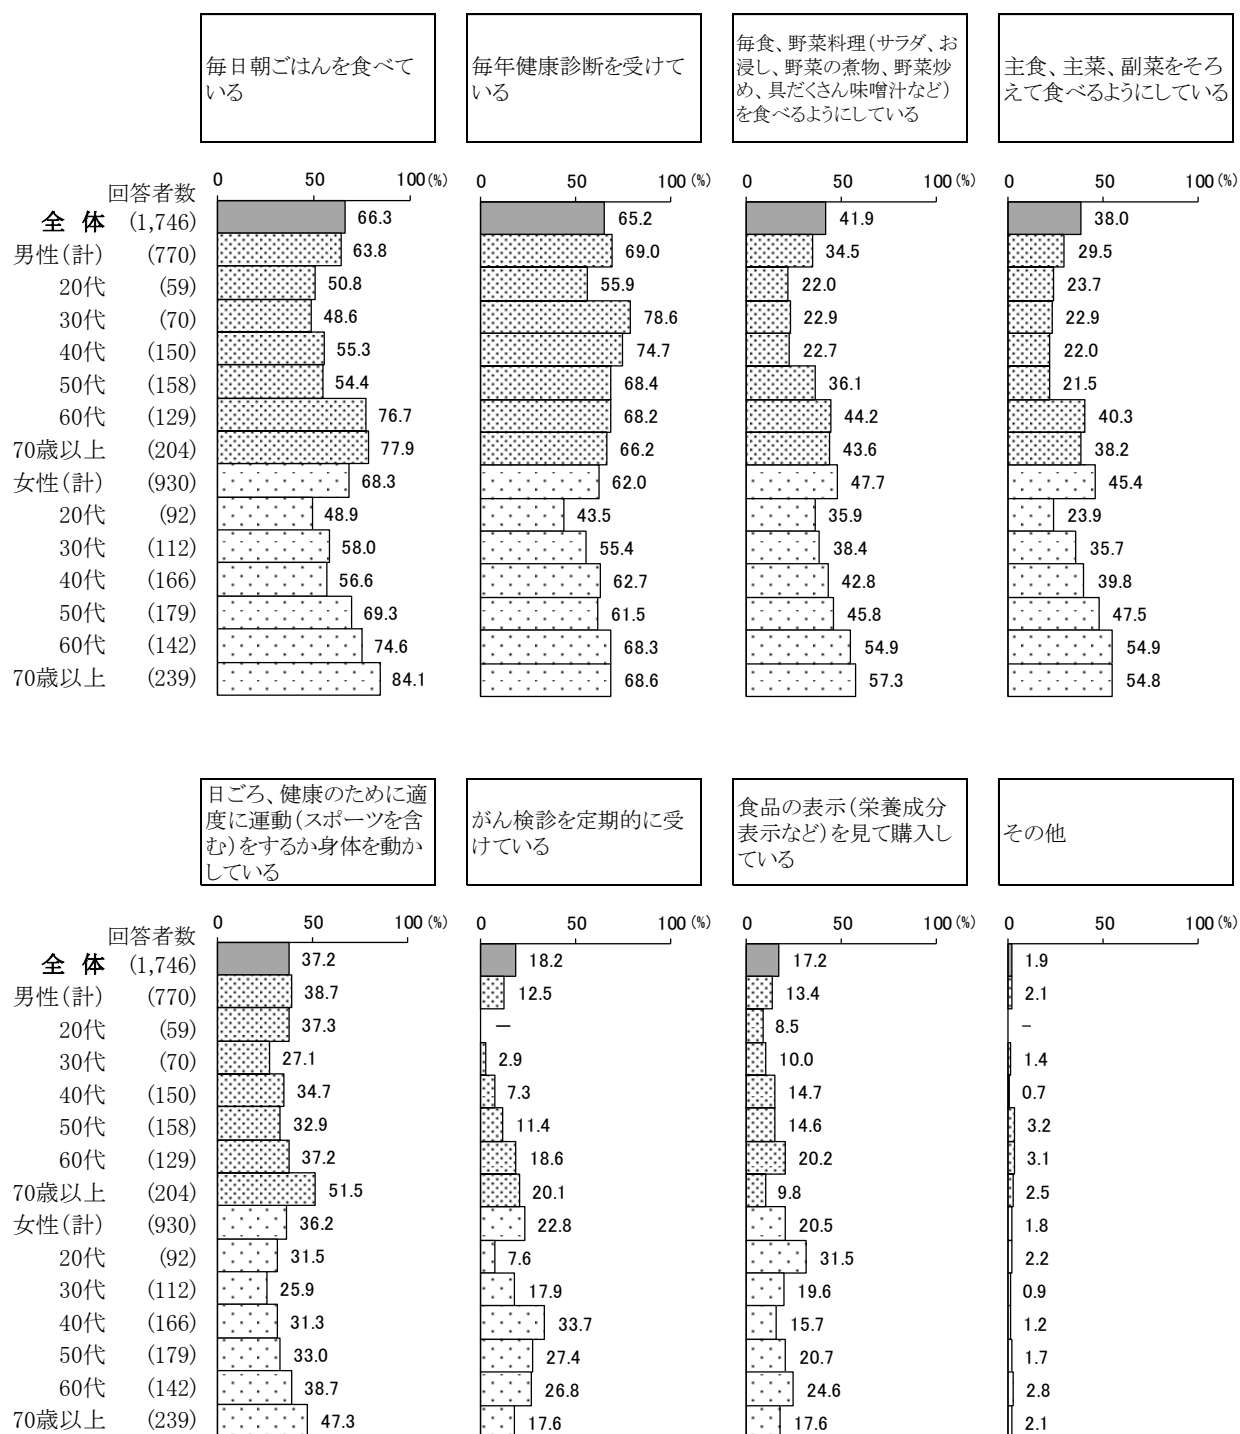 毎日朝ごはんを食べて
いる
毎年健康診断を受けて
いる
毎食、野菜料理(サラダ、お
浸し、野菜の煮物、野菜炒
め、具だくさん味噌汁など)
を食べるようにしている
主食、主菜、副菜をそろ
えて食べるようにしている
回答者数 0 50 100(%) 0 50 100(%) 0 50 100(%) 0 50 100(%)
全 体 (1,746) 66.3 65.2 41.9 38.0
男性(計) (770) 63.8 69.0 34.5 29.5
20代 (59) 50.8 55.9 22.0 23.7
30代 (70) 48.6 78.6 22.9 22.9
40代 (150) 55.3 74.7 22.7 22.0
50代 (158) 54.4 68.4 36.1 21.5
60代 (129) 76.7 68.2 44.2 40.3
70歳以上 (204) 77.9 66.2 43.6 38.2
女性(計) (930) 68.3 62.0 47.7 45.4
20代 (92) 48.9 43.5 35.9 23.9
30代 (112) 58.0 55.4 38.4 35.7
40代 (166) 56.6 62.7 42.8 39.8
50代 (179) 69.3 61.5 45.8 47.5
60代 (142) 74.6 68.3 54.9 54.9
70歳以上 (239) 84.1 68.6 57.3 54.8
日ごろ、健康のために適
度に運動(スポーツを含
む)をするか身体を動か
している
がん検診を定期的に受
けている
食品の表示(栄養成分
表示など)を見て購入し
ている
その他
回答者数 0 50 100(%) 0 50 100(%) 0 50 100(%) 0 50 100(%)
全 体 (1,746) 37.2 18.2 17.2 1.9
男性(計) (770) 38.7 12.5 13.4 2.1
20代 (59) 37.3 － 8.5 -
30代 (70) 27.1 2.9 10.0 1.4
40代 (150) 34.7 7.3 14.7 0.7
50代 (158) 32.9 11.4 14.6 3.2
60代 (129) 37.2 18.6 20.2 3.1
70歳以上 (204) 51.5 20.1 9.8 2.5
女性(計) (930) 36.2 22.8 20.5 1.8
20代 (92) 31.5 7.6 31.5 2.2
30代 (112) 25.9 17.9 19.6 0.9
40代 (166) 31.3 33.7 15.7 1.2
50代 (179) 33.0 27.4 20.7 1.7
60代 (142) 38.7 26.8 24.6 2.8
70歳以上 (239) 47.3 17.6 17.6 2.1